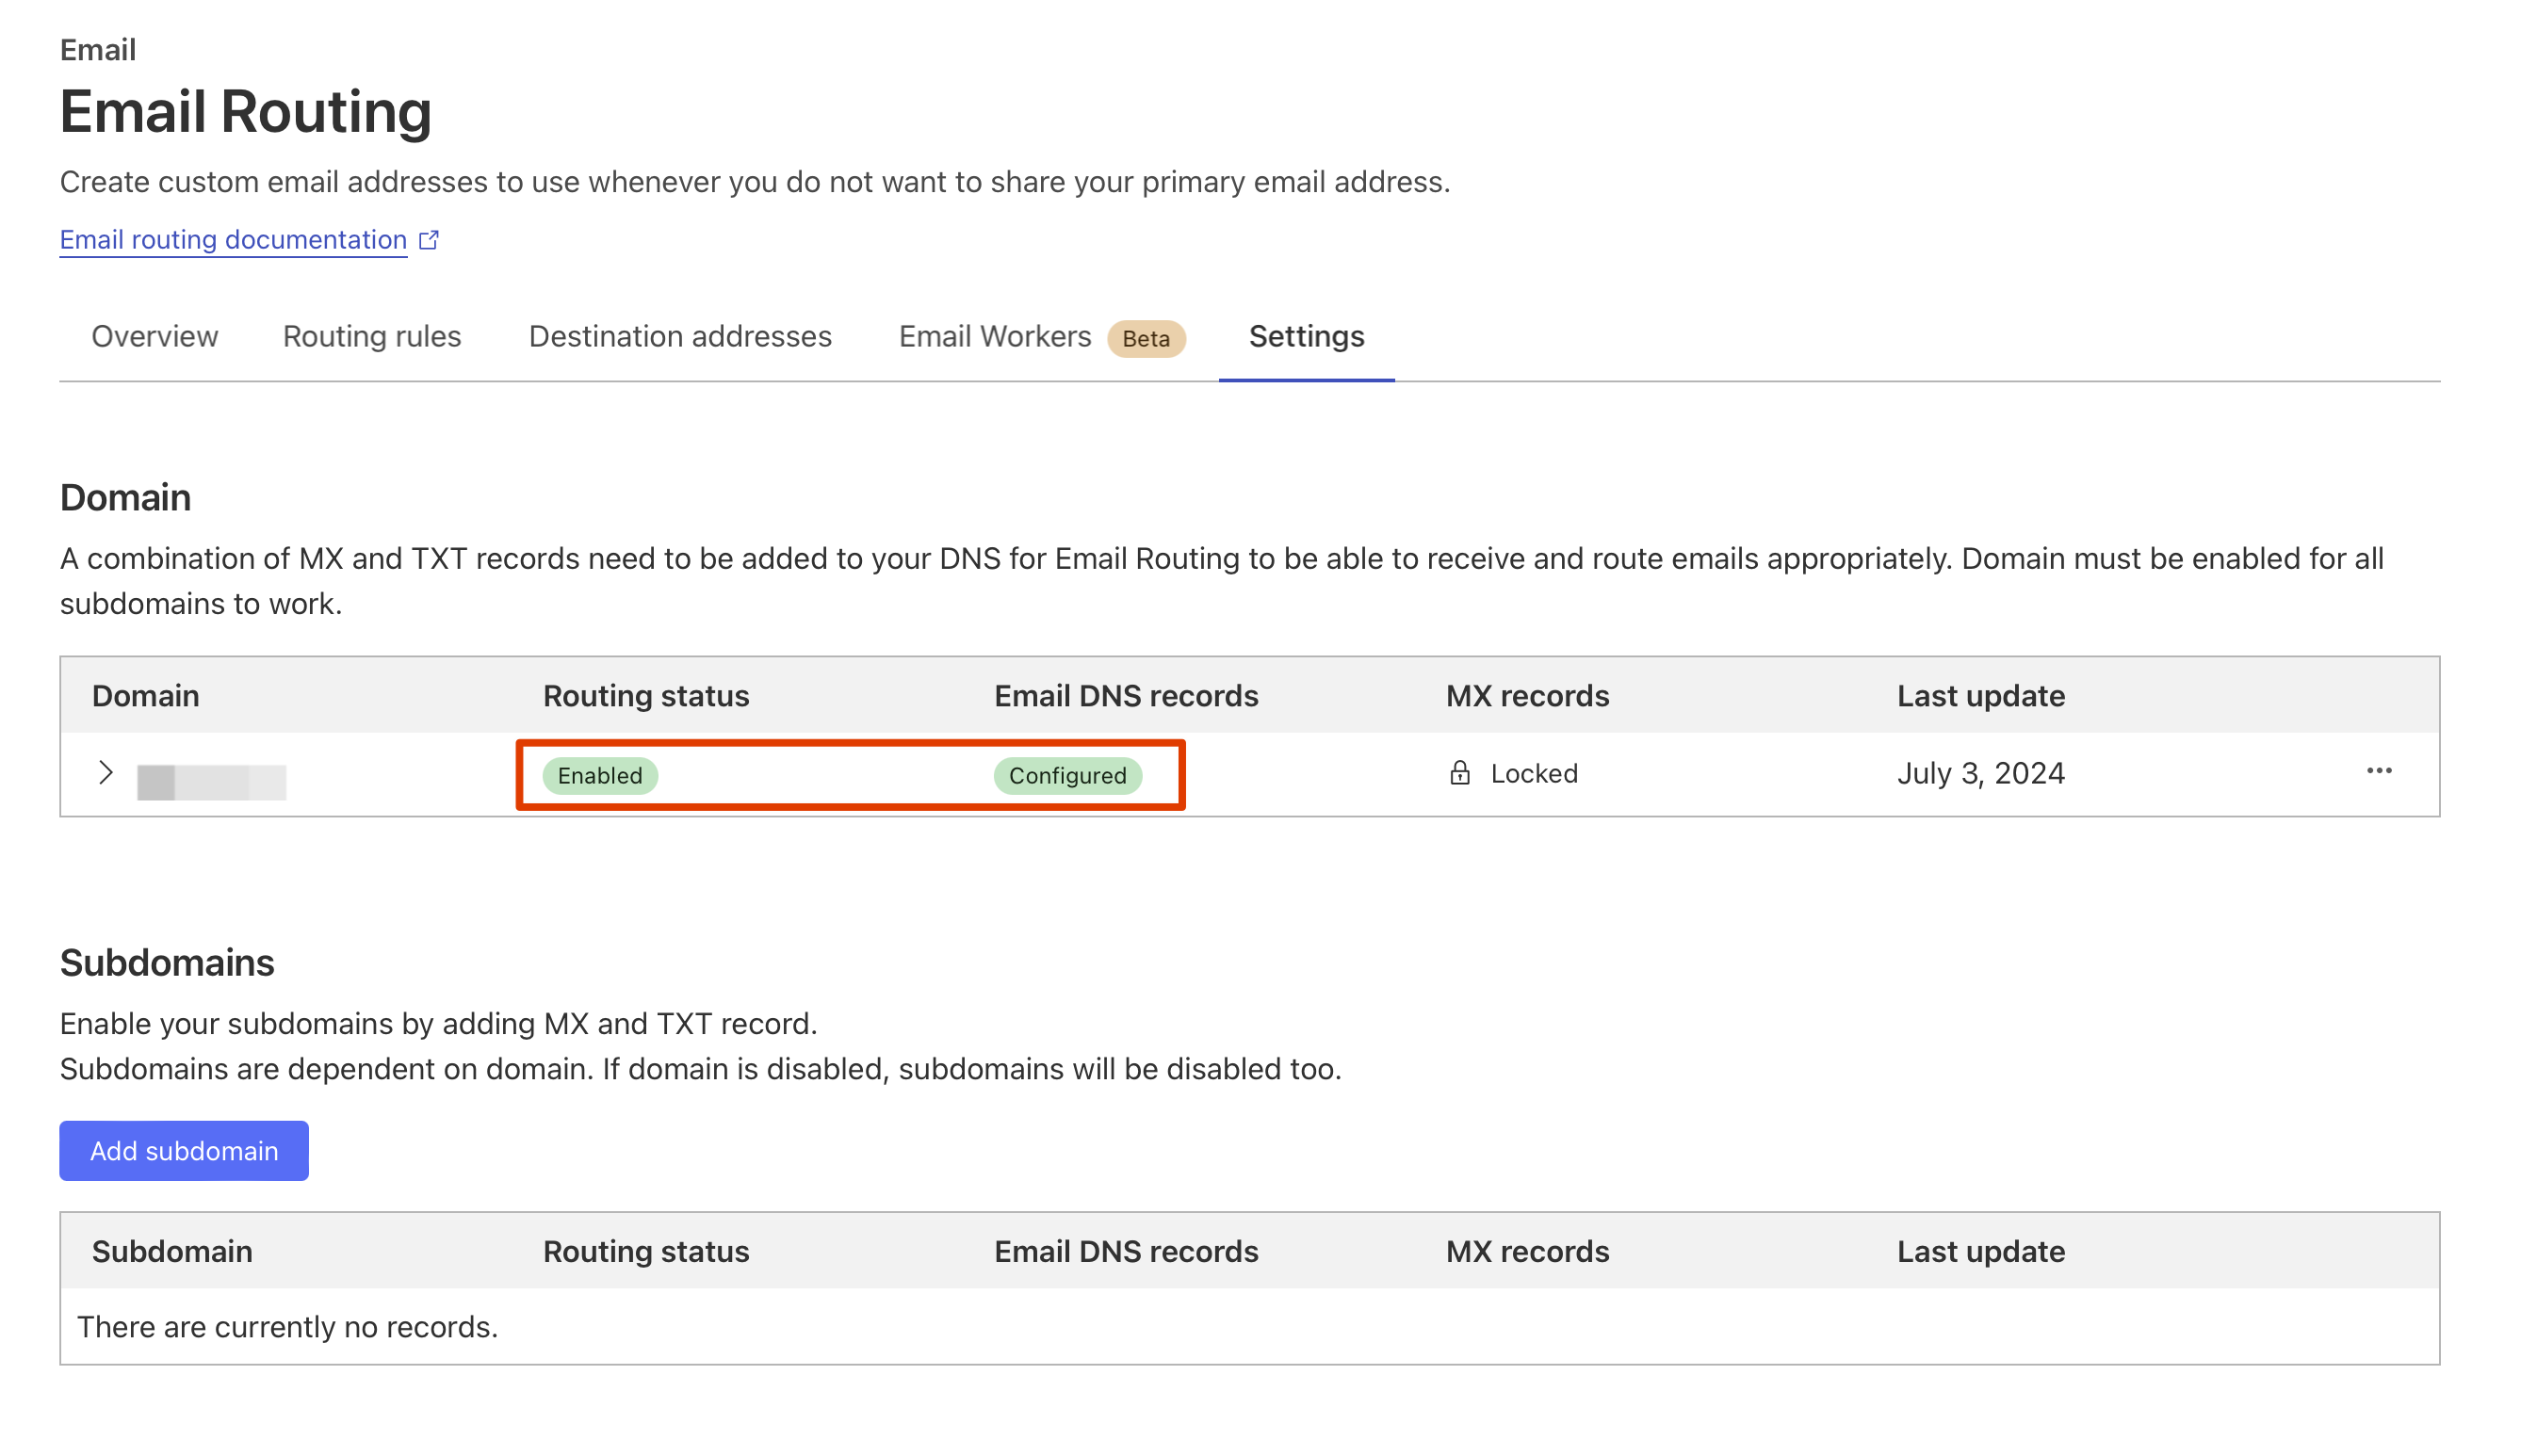 Email
Email Routing
Create custom email addresses to use whenever you do not want to share your primary email address.
Email routing documentation
Overview Routing rules Destination addresses Email Workers Beta Settings
Domain
A combination of MX and TXT records need to be added to your DNS for Email Routing to be able to receive and route emails appropriately. Domain must be enabled for all
subdomains to work.
Domain Routing status Email DNS records MX records Last update
Enabled Configured Locked July 3, 2024
Subdomains
Enable your subdomains by adding MX and TXT record.
Subdomains are dependent on domain. If domain is disabled, subdomains will be disabled too.
Add subdomain
Subdomain Routing status Email DNS records MX records Last update
There are currently no records.